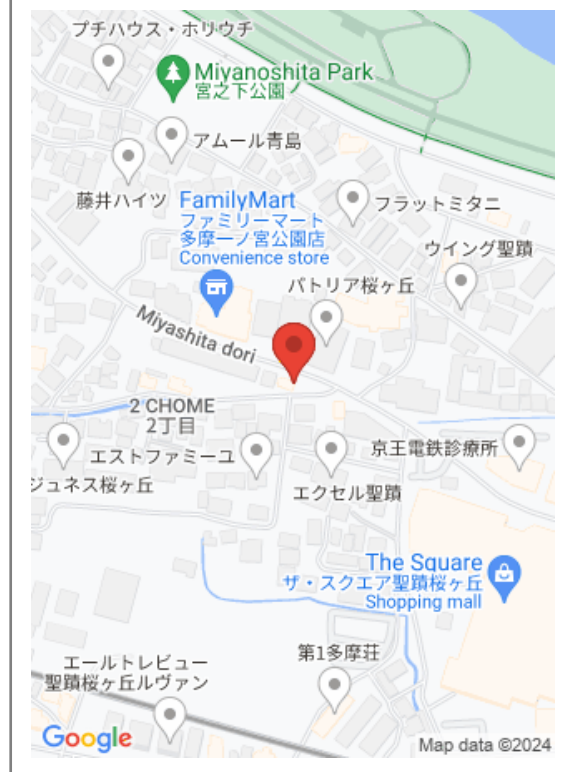 プチハウス・ホリウチ
Miyanoshita Park
宮之下公園
アムール青島
藤井ハイツ
FamilyMart
ファミリーマート
多摩一ノ宮公園店
Convenience store
フラットミタニ
ウイング聖蹟
パトリア桜ヶ丘
Miyashita dori
2 CHOME
2丁目
エストファミーユ
京王電鉄診療所
ジュネス桜ヶ丘
エクセル聖蹟
The Square
ザ・スクエア聖蹟桜ヶ丘
Shopping mall
第1多摩荘
エールトレビュー
聖蹟桜ヶ丘ルヴァン
Google
Map data ©2024